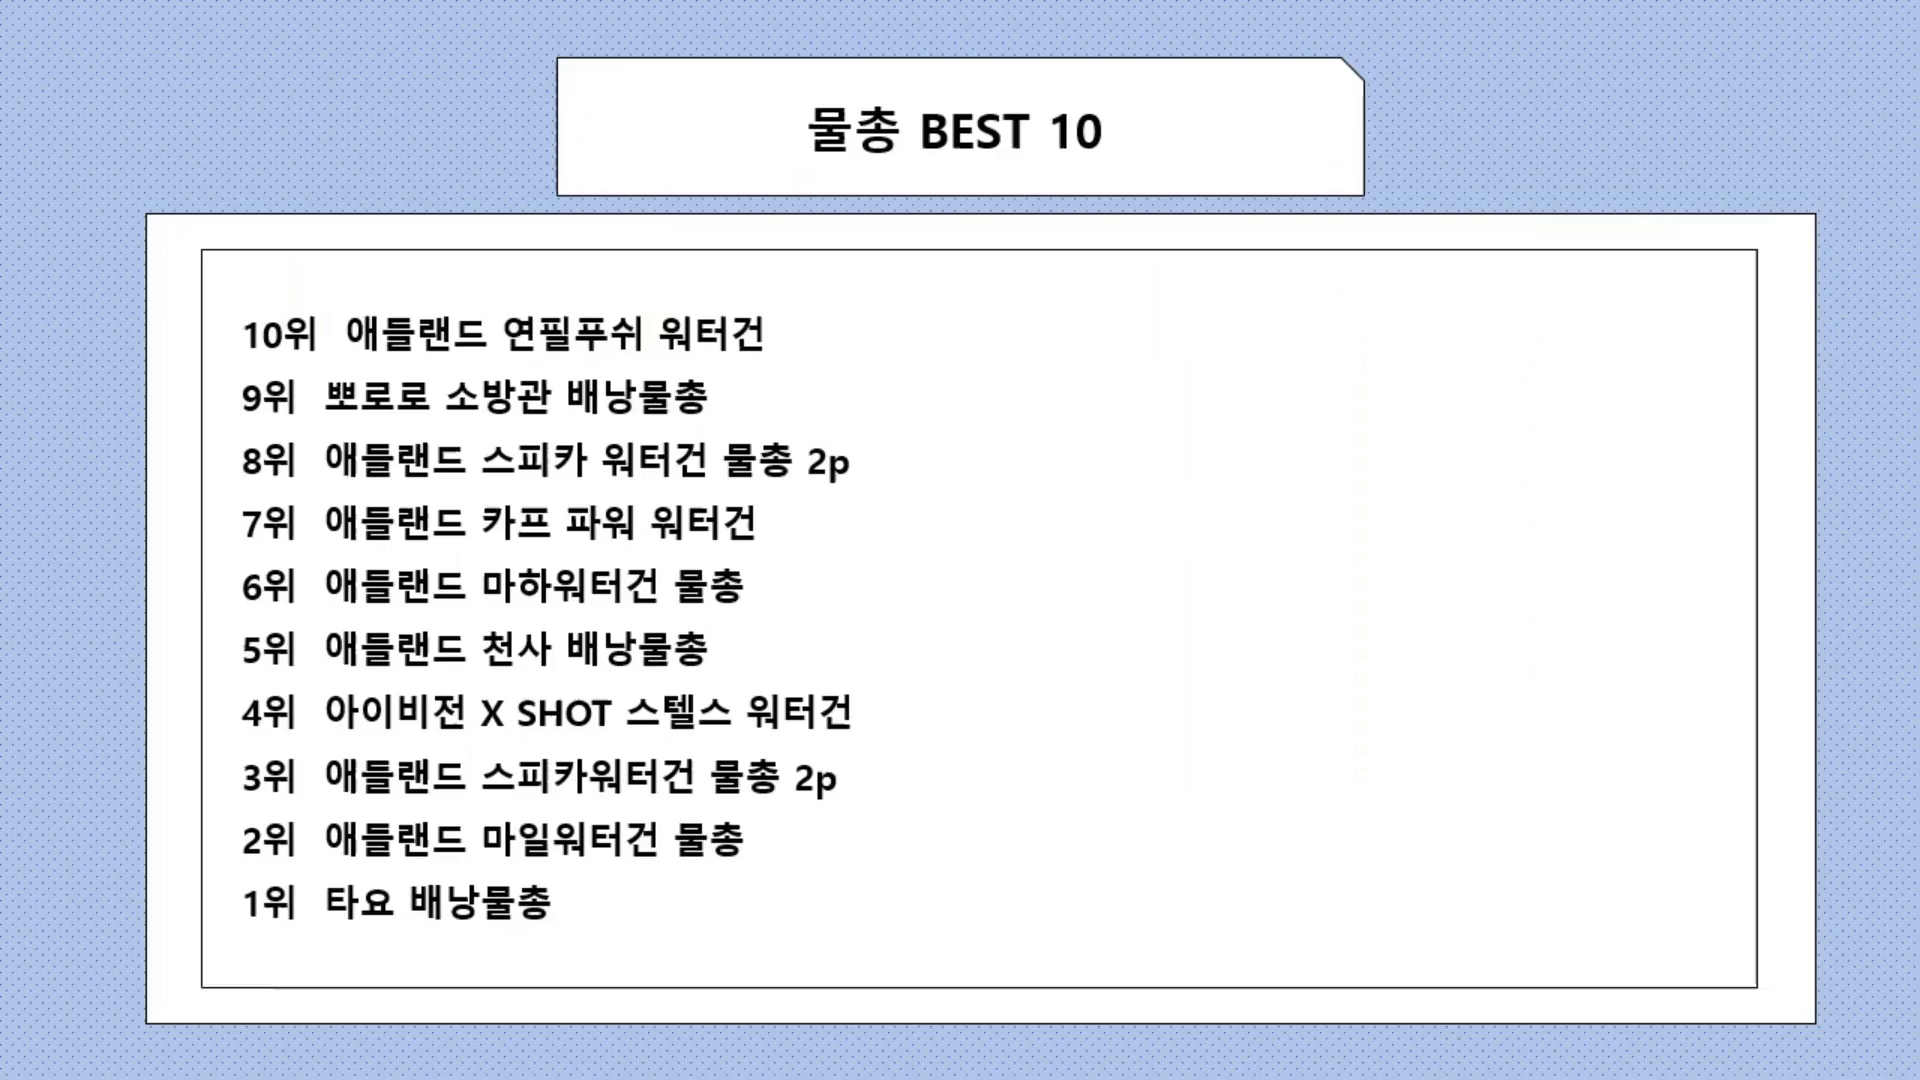 물총 BEST 10
10위 애들랜드 연필푸쉬 워터건
9위 뽀로로 소방관 배낭물총
8위 애들랜드 스피카 워터건 물총 2p
7위 애들랜드 카프 파워 워터건
6위 애들랜드 마하워터건 물총
5위 애들랜드 천사 배낭물총
4위 아이비전 X SHOT 스텔스 워터건
3위 애들랜드 스피카워터건 물총 2p
2위 애들랜드 마일워터건 물총
1위 타요 배낭물총